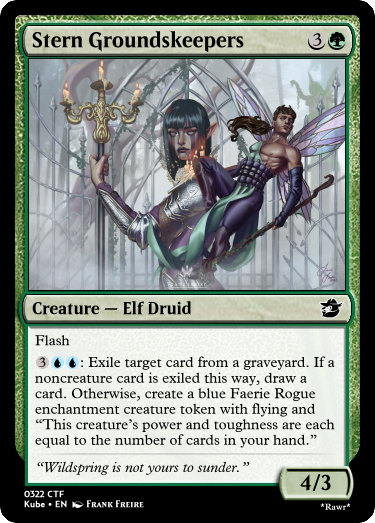 Stern Groundskeepers 3
Creature — Elf Druid
Flash
3: Exile target card from a graveyard. If a
noncreature card is exiled this way, draw a
card. Otherwise, create a blue Faerie Rogue
enchantment creature token with flying and
“This creature's power and toughness are each
equal to the number of cards in your hand.”
“Wildspring is not yours to sunder.”
4/3
0322 CTF
Kube • EN Frank Freire
*Rawr*